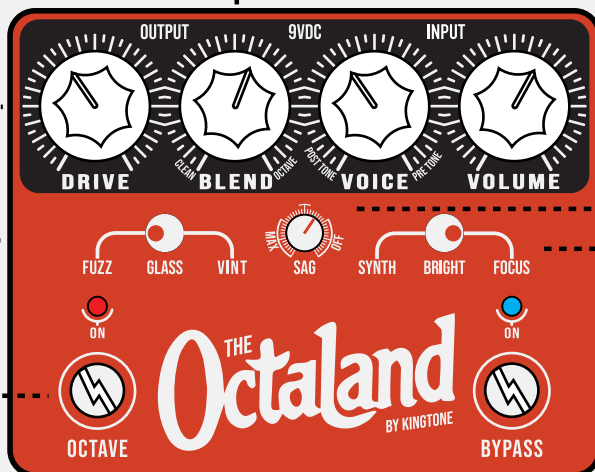 OUTPUT 9VDC INPUT
CLEAN OCTAVE POST TONE PRE TONE
DRIVE BLEND VOICE VOLUME
MAX OFF
FUZZ GLASS VINT SAG SYNTH BRIGHT FOCUS
ON ON
THE
Octaland
BY KINGTONE
OCTAVE BYPASS